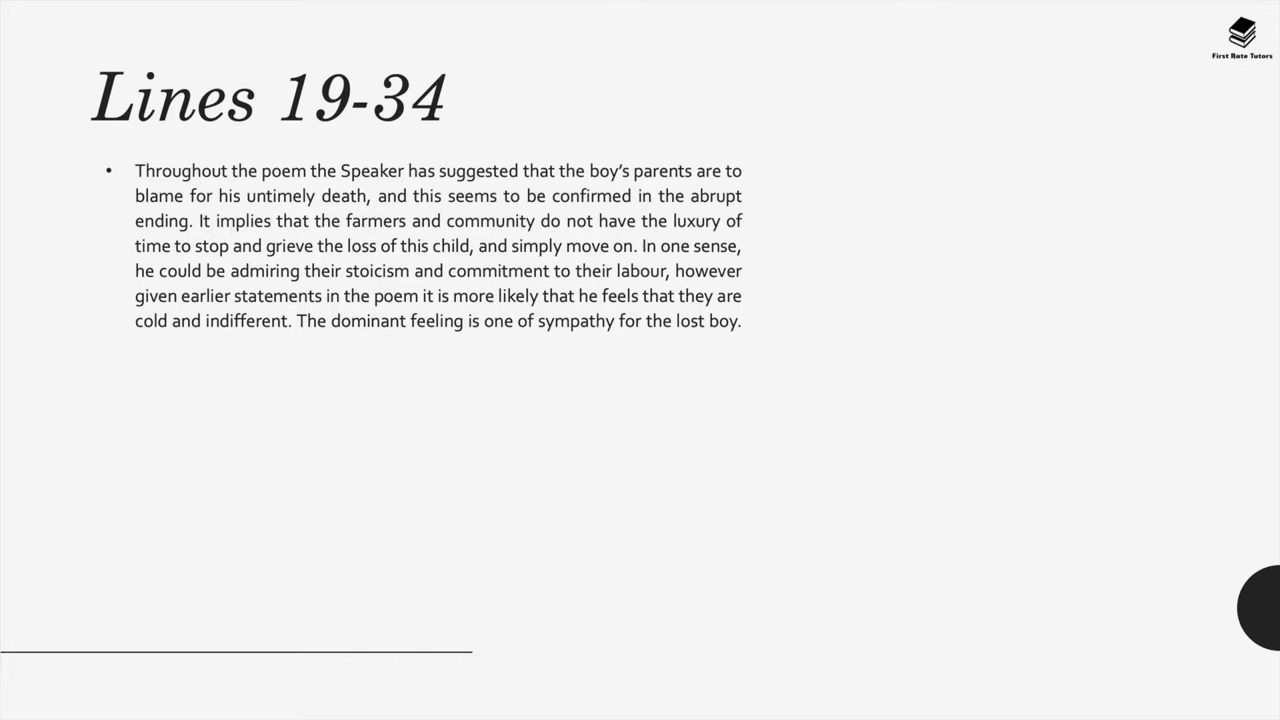 First Rate Tutors
Lines 19-34
• Throughout the poem the Speaker has suggested that the boy’s parents are to
blame for his untimely death, and this seems to be confirmed in the abrupt
ending. It implies that the farmers and community do not have the luxury of
time to stop and grieve the loss of this child, and simply move on. In one sense,
he could be admiring their stoicism and commitment to their labour, however
given earlier statements in the poem it is more likely that he feels that they are
cold and indifferent. The dominant feeling is one of sympathy for the lost boy.